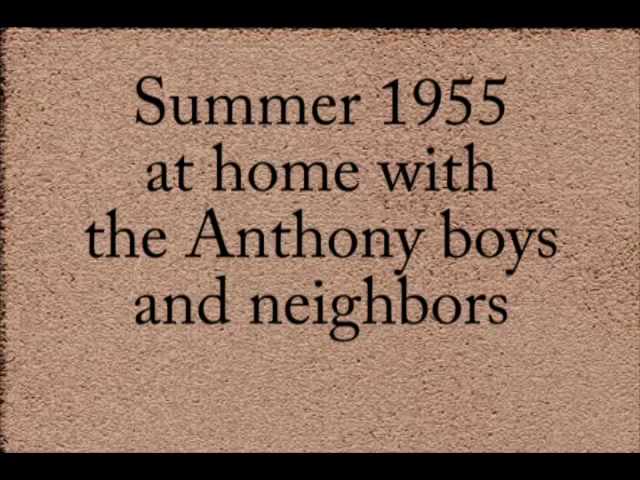 Summer 1955
at home with
the Anthony boys
and neighbors